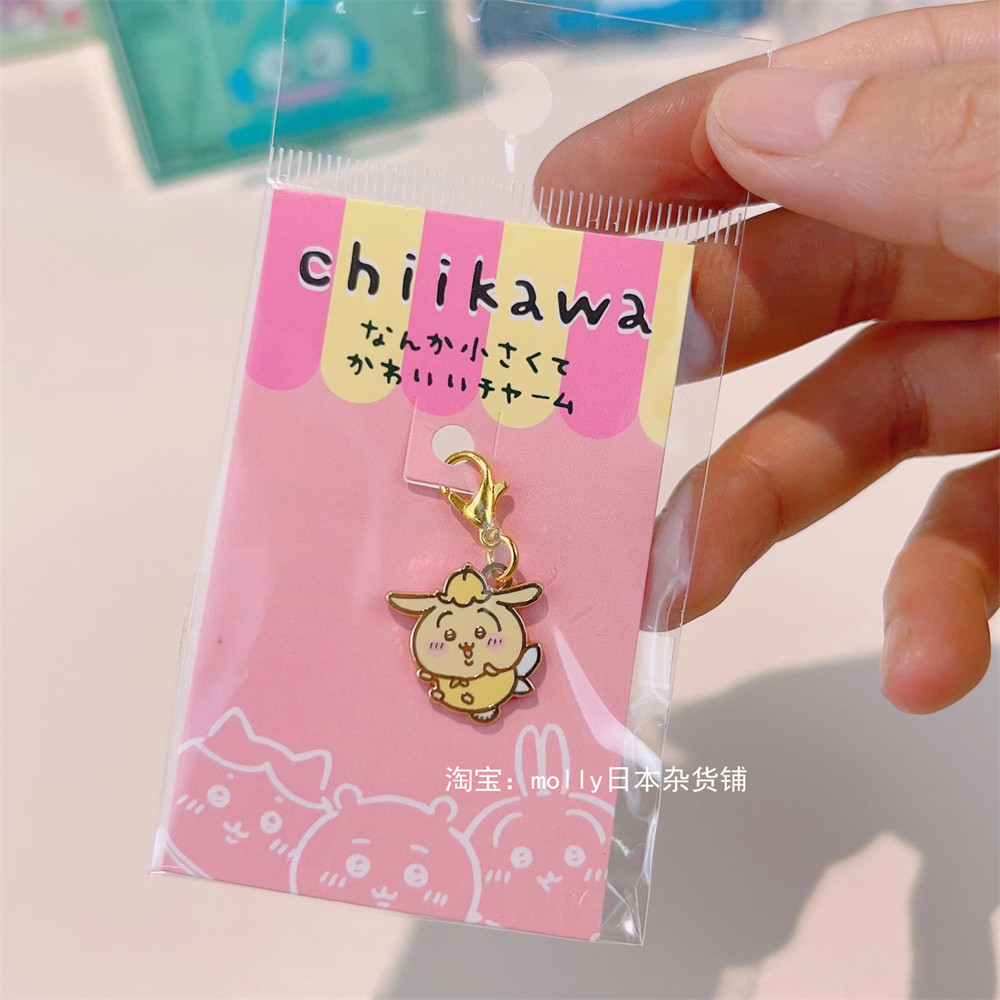 chiikawa
なんか小さくて
かわいいチャーム
淘宝：molly日本杂货铺